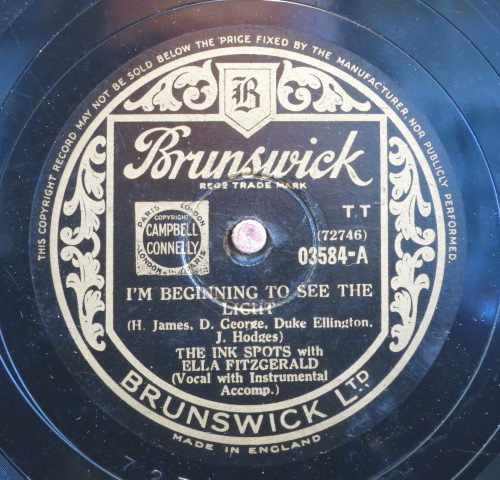 THIS COPYRIGHT RECORD MAY NOT BE SOLD BELOW THE PRICE FIXED BY THE MANUFACTURER, NOR PUBLICLY PERFORMED.
B
Brunswick
REGD TRADE MARK
PARIS LONDON
COPYRIGHT
CAMPBELL
CONNELLY
LONDON
T T
(72746)
03584-A
I'M BEGINNING TO SEE THE
LIGHT
(H. James, D. George, Duke Ellington,
J. Hodges)
THE INK SPOTS with
ELLA FITZGERALD
(Vocal with Instrumental
Accomp.)
BRUNSWICK LTD.
MADE IN ENGLAND